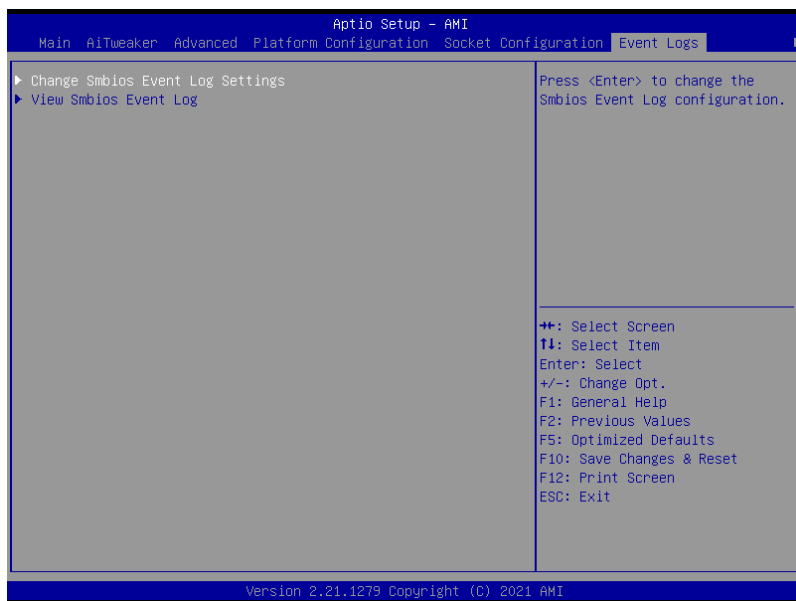 Aptio Setup - AMI
Main AiTweaker Advanced Platform Configuration Socket Configuration Event Logs
Change Smbios Event Log Settings
View Smbios Event Log
Press <Enter> to change the
Smbios Event Log configuration.
→←: Select Screen
↑↓: Select Item
Enter: Select
+/-: Change Opt.
F1: General Help
F2: Previous Values
F5: Optimized Defaults
F10: Save Changes & Reset
F12: Print Screen
ESC: Exit
Version 2.21.1279 Copyright (C) 2021 AMI